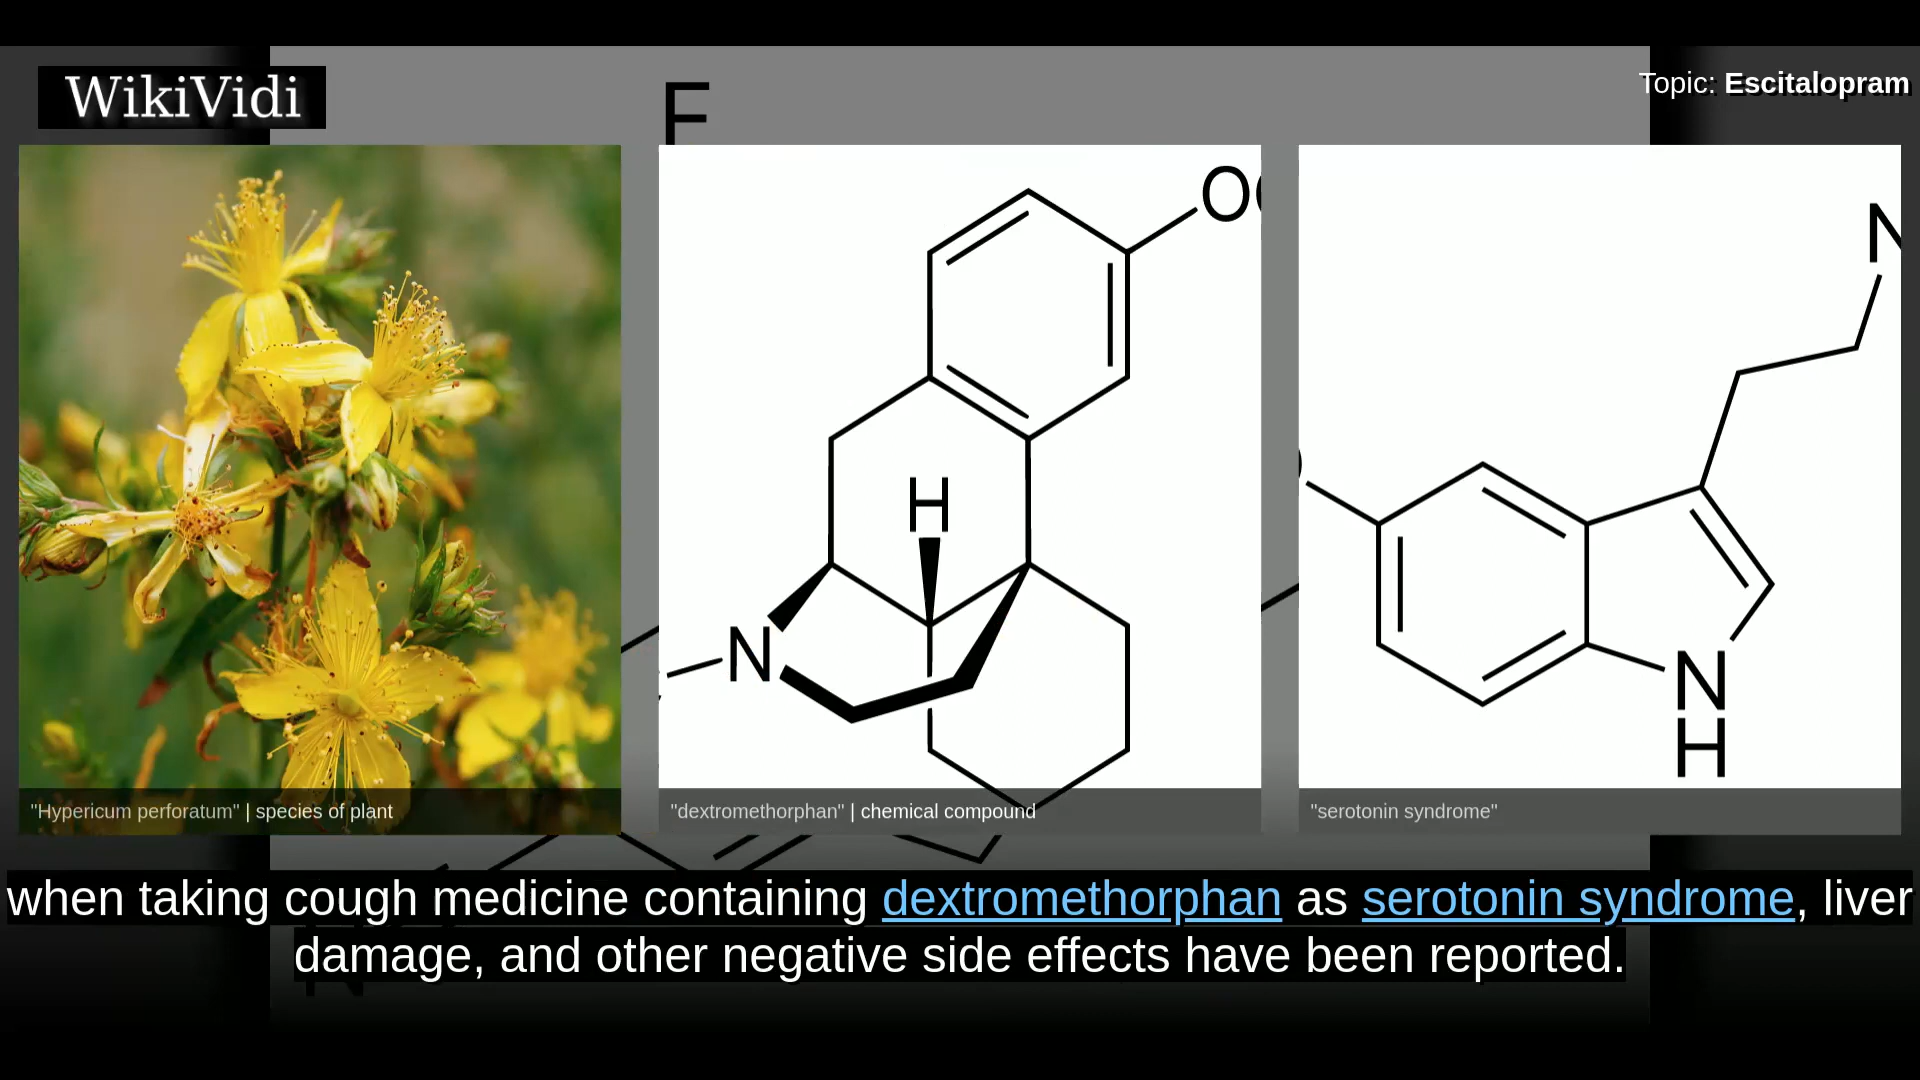 WikiVidi
Topic: Escitalopram
F
O
N
H
N
N
H
"Hypericum perforatum" | species of plant
"dextromethorphan" | chemical compound
"serotonin syndrome"
when taking cough medicine containing dextromethorphan as serotonin syndrome, liver
damage, and other negative side effects have been reported.